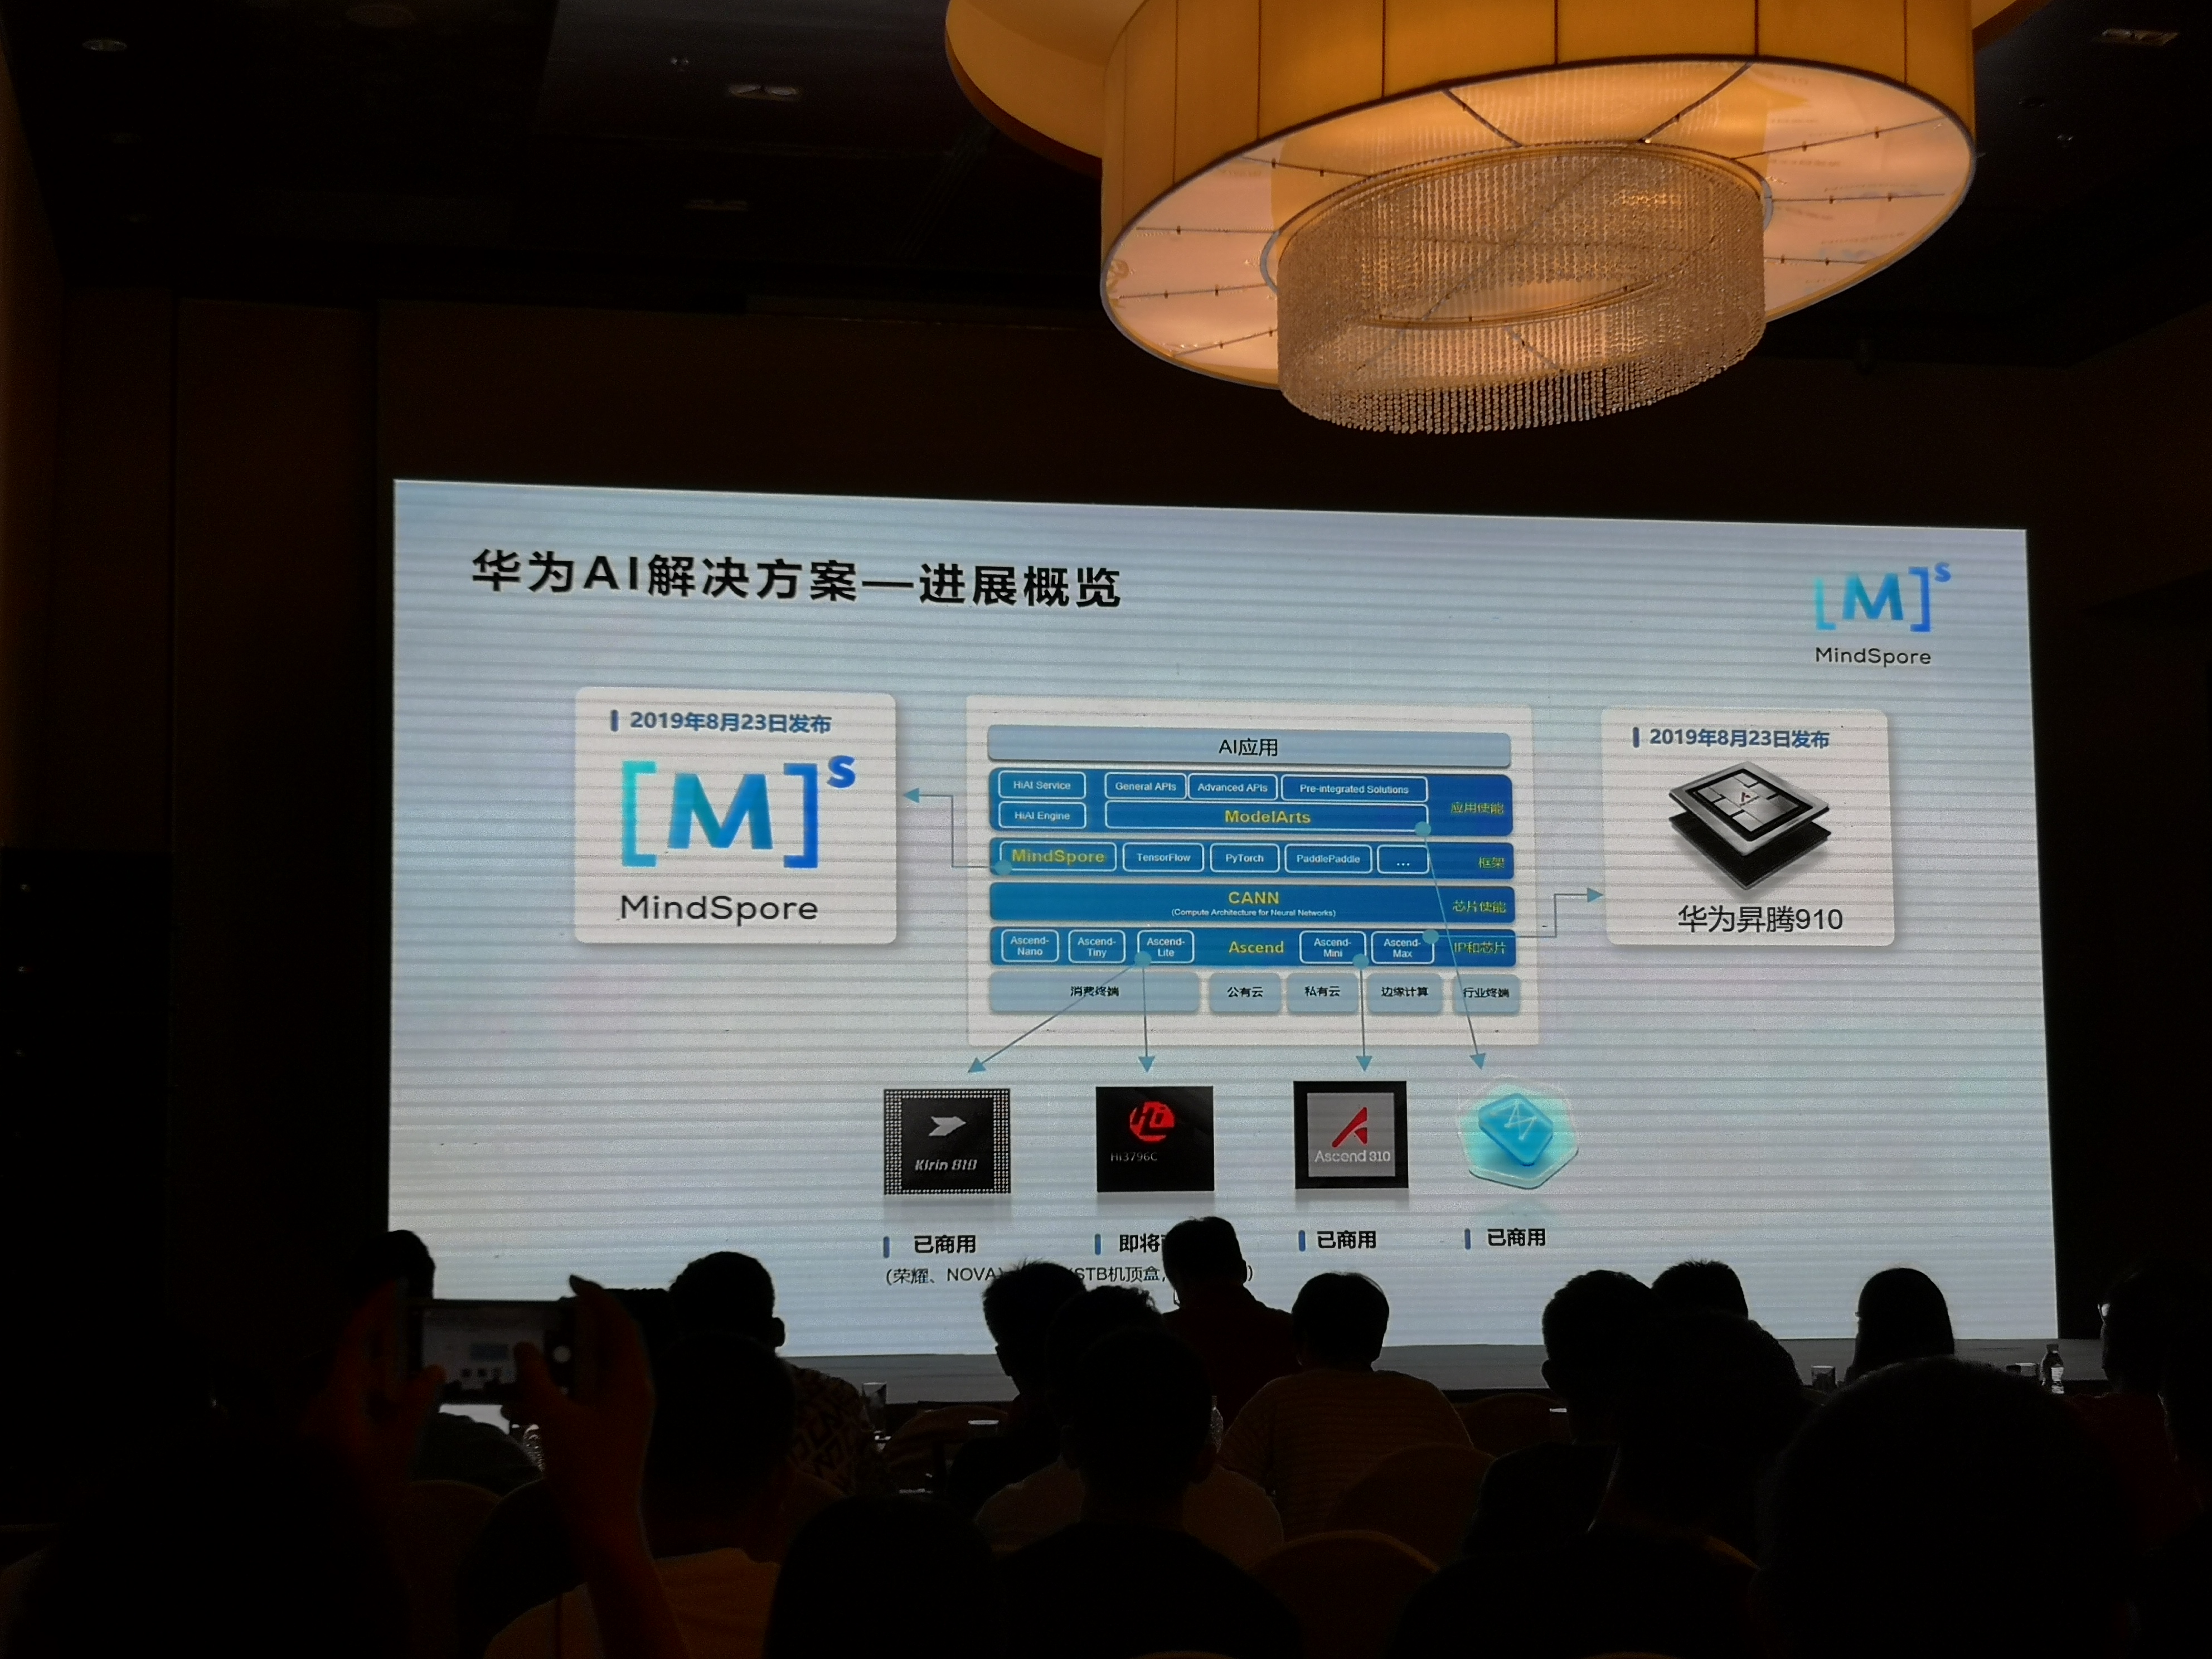 华为AI解决方案—进展概览
[M]s
MindSpore
2019年8月23日发布
[M]s
MindSpore
AI应用
HiAI Service
General APIs
Advanced APIs
Pre-integrated Solutions
应用使能
HiAI Engine
ModelArts
MindSpore
TensorFlow
PyTorch
PaddlePaddle
...
框架
CANN
(Compute Architecture for Neural Networks)
芯片使能
Ascend-
Nano
Ascend-
Tiny
Ascend-
Lite
Ascend
Ascend-
Mini
Ascend-
Max
IP和芯片
消费终端
公有云
私有云
边缘计算
行业终端
2019年8月23日发布
华为昇腾910
Kirin 810
Hi3796C
Ascend 310
已商用
(荣耀、NOVA)
即将
STB机顶盒,
已商用
已商用